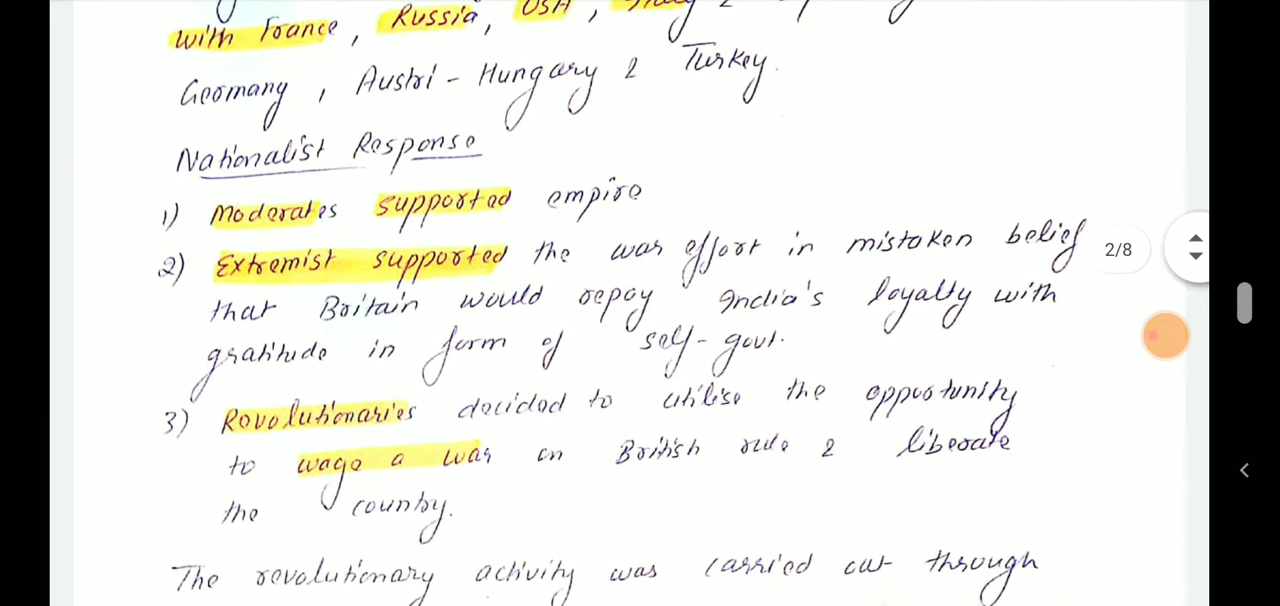 with France, Russia, USA, Italy &
Germany, Austri-Hungary & Turkey.
Nationalist Response
1) Moderates supported empire
2) Extremist supported the war effort in mistaken belief
that Britain would repay India's loyalty with
gratitude in form of self-govt.
3) Revolutionaries decided to utilise the opportunity
to wage a war on British rule & liberate
the country.
The revolutionary activity was carried out through
2/8